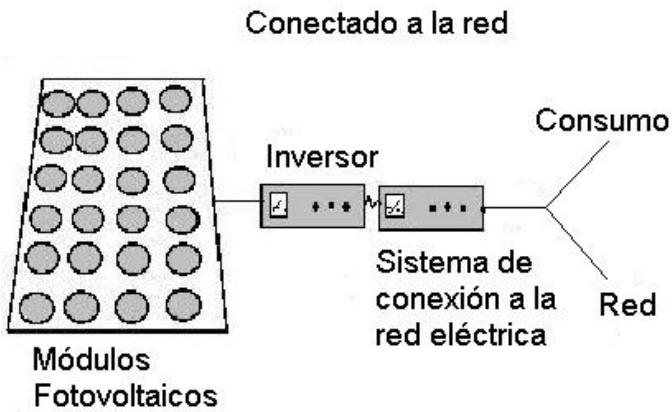 Conectado a la red
Consumo
Inversor
Sistema de
conexión a la
red eléctrica
Red
Módulos
Fotovoltaicos